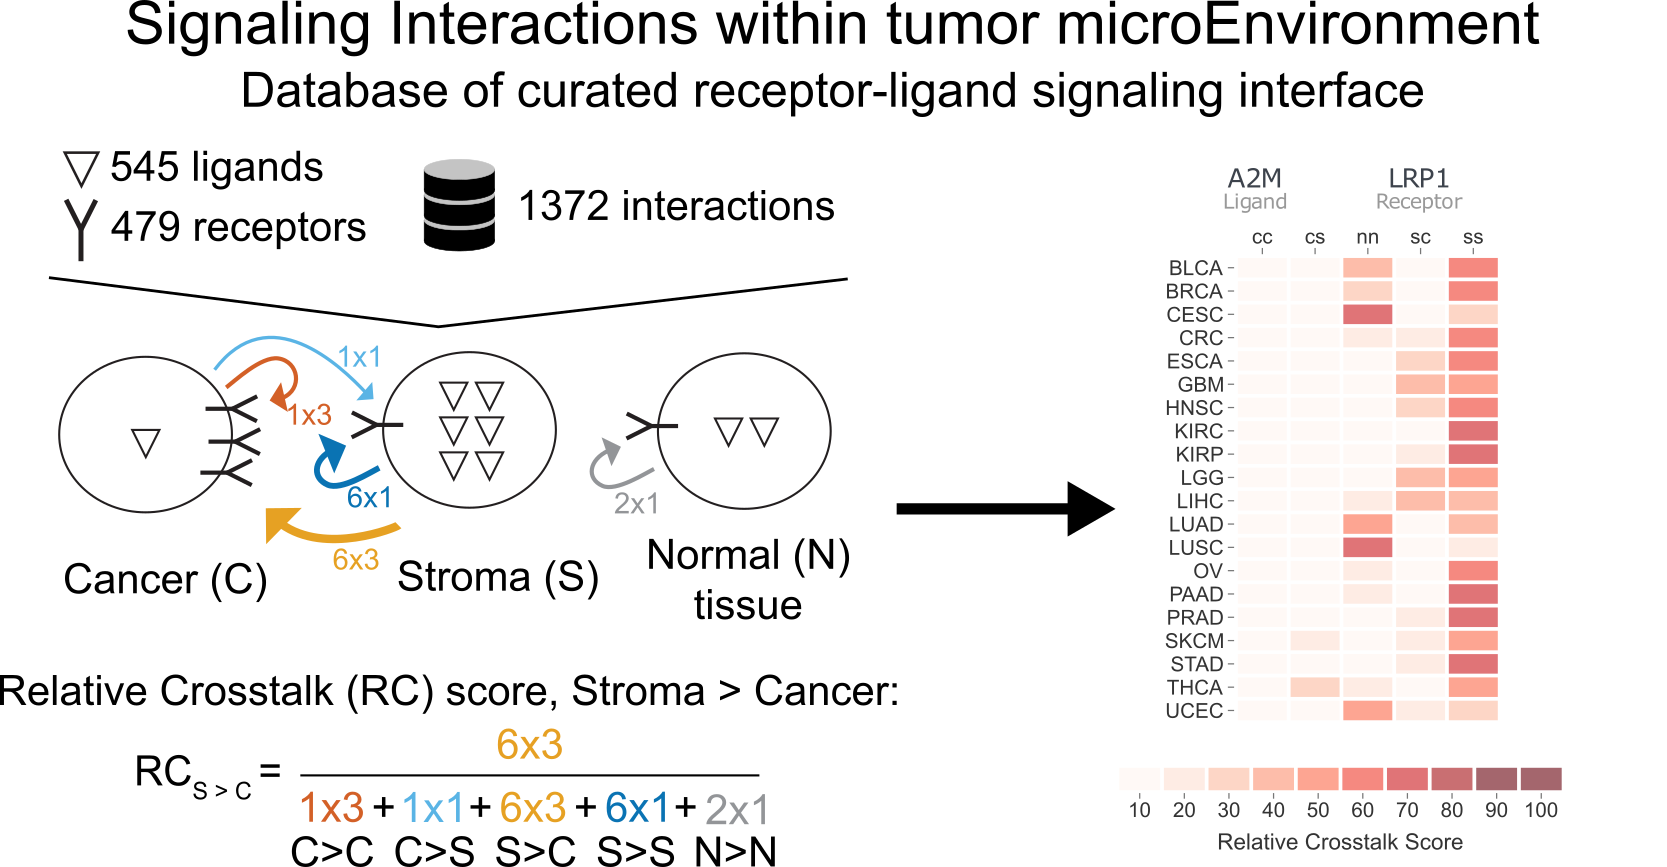 Signaling Interactions within tumor microEnvironment
Database of curated receptor-ligand signaling interface
545 ligands
479 receptors
1372 interactions
1x1
1x3
6x1
6x3
2x1
Cancer (C)
Stroma (S)
Normal (N)
tissue
Relative Crosstalk (RC) score, Stroma > Cancer:
RC S > C = 6x3
1x3 + 1x1 + 6x3 + 6x1 + 2x1
C>C C>S S>C S>S N>N
A2M LRP1
Ligand Receptor
cc cs nn sc ss
BLCA
BRCA
CESC
CRC
ESCA
GBM
HNSC
KIRC
KIRP
LGG
LIHC
LUAD
LUSC
OV
PAAD
PRAD
SKCM
STAD
THCA
UCEC
10 20 30 40 50 60 70 80 90 100
Relative Crosstalk Score